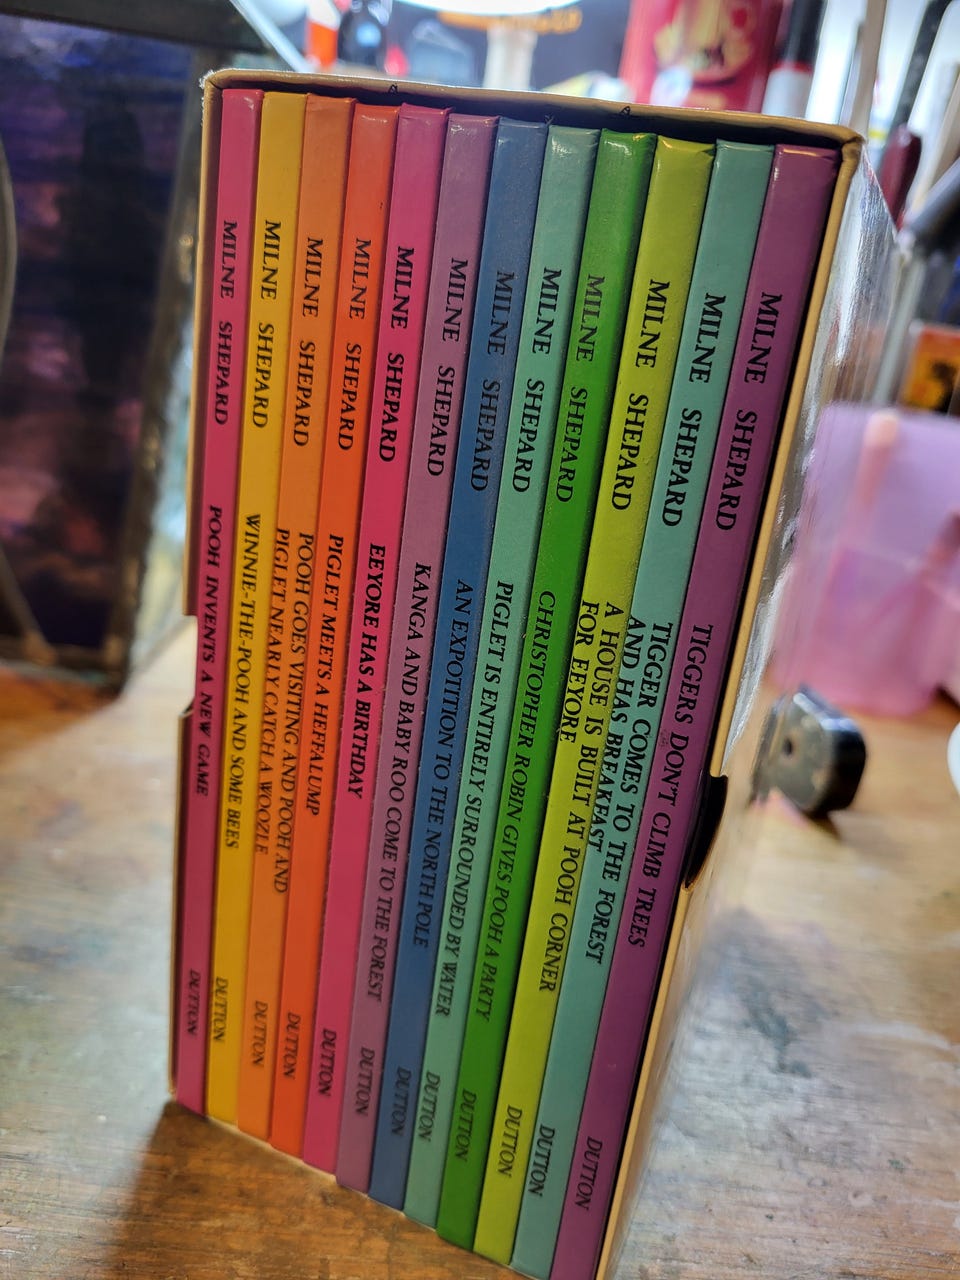 MILNE SHEPARD POOH INVENTS A NEW GAME DUTTON
MILNE SHEPARD WINNIE-THE-POOH AND SOME BEES DUTTON
MILNE SHEPARD POOH GOES VISITING AND POOH AND
PIGLET NEARLY CATCH A WOOZLE DUTTON
MILNE SHEPARD PIGLET MEETS A HEFFALUMP DUTTON
MILNE SHEPARD EEYORE HAS A BIRTHDAY DUTTON
MILNE SHEPARD KANGA AND BABY ROO COME TO THE FOREST DUTTON
MILNE SHEPARD AN EXPOTITION TO THE NORTH POLE DUTTON
MILNE SHEPARD PIGLET IS ENTIRELY SURROUNDED BY WATER DUTTON
MILNE SHEPARD CHRISTOPHER ROBIN GIVES POOH A PARTY DUTTON
MILNE SHEPARD A HOUSE IS BUILT AT POOH CORNER
FOR EEYORE DUTTON
MILNE SHEPARD TIGGER COMES TO THE FOREST
AND HAS BREAKFAST DUTTON
MILNE SHEPARD TIGGERS DON'T CLIMB TREES DUTTON